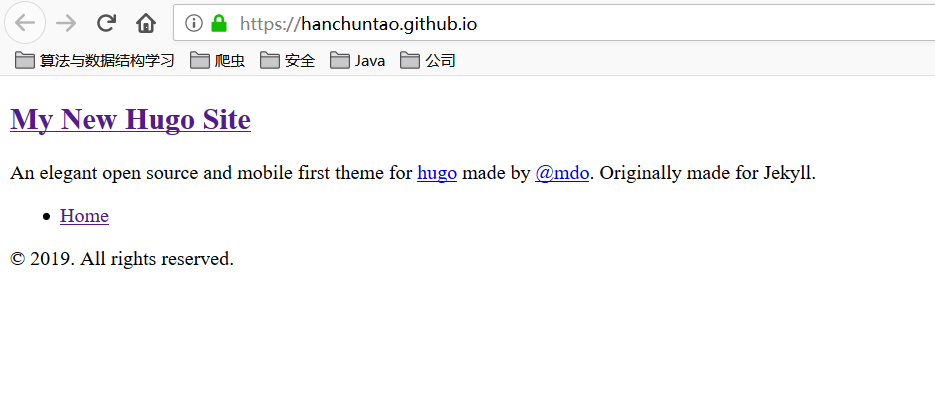 https://hanchuntao.github.io
算法与数据结构学习 爬虫 安全 Java 公司
My New Hugo Site
An elegant open source and mobile first theme for hugo made by @mdo. Originally made for Jekyll.
Home
© 2019. All rights reserved.